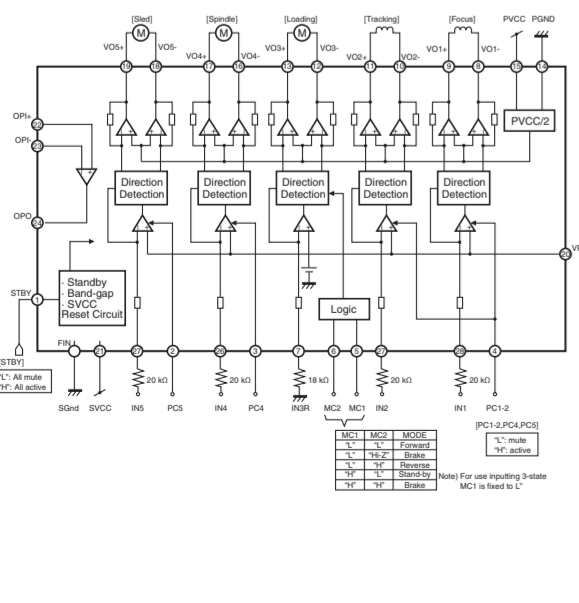 [Sled] [Spindle] [Loading] [Tracking] [Focus] PVCC PGND
M M M
VO5+ VO5- VO4+ VO4- VO3+ VO3- VO2+ VO2- VO1+ VO1-
19 18 17 16 13 12 11 10 9 8 15 14
OPI+ 22
OPI- 23
PVCC/2
Direction Detection
Direction Detection
Direction Detection
Direction Detection
Direction Detection
OPO 24
20
STBY 1
· Standby
· Band-gap
· SVCC
Reset Circuit
Logic
[STBY]
"L": All mute
"H": All active
FIN 21 27 2 26 3 7 6 5 27 28 4
20 kΩ 20 kΩ 18 kΩ 20 kΩ 20 kΩ
SGnd SVCC IN5 PC5 IN4 PC4 IN3R MC2 MC1 IN2 IN1 PC1-2
[PC1-2,PC4,PC5]
"L": mute
"H": active
MC1 MC2 MODE
"L" "L" Forward
"L" "Hi-Z" Brake
"L" "H" Reverse
"H" "L" Stand-by
"H" "H" Brake
Note) For use inputting 3-state
MC1 is fixed to L"